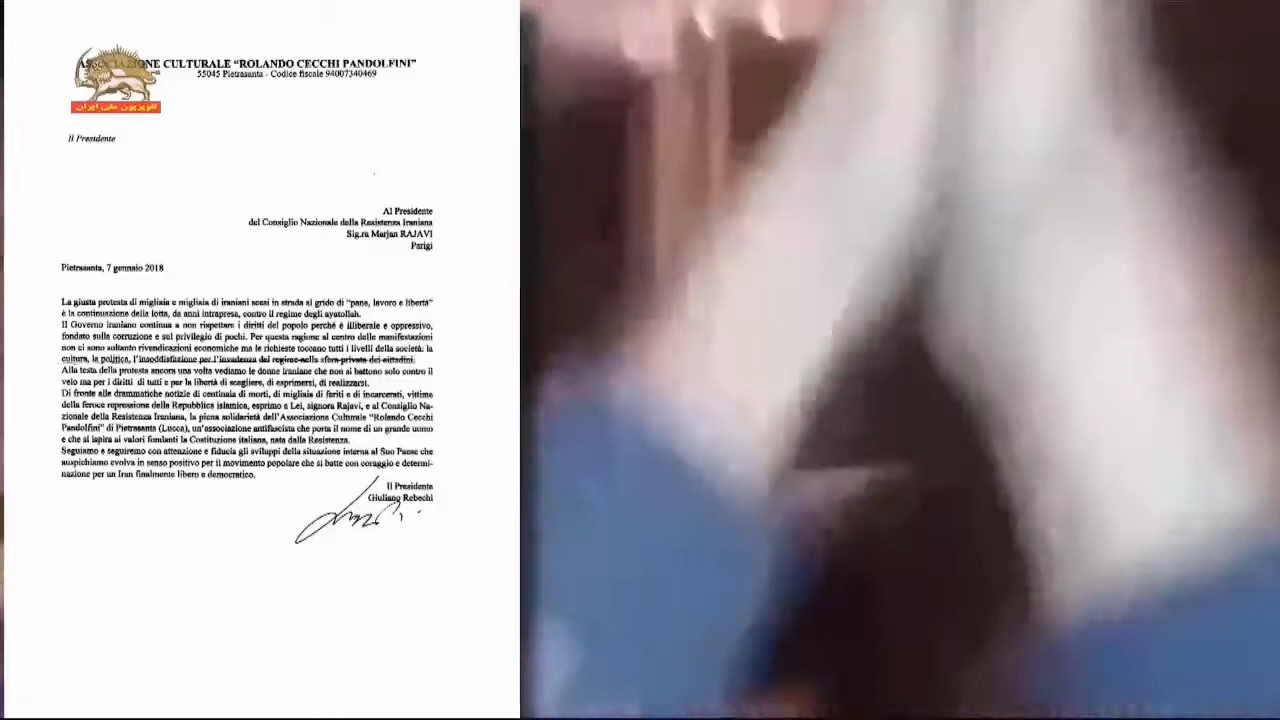 ASSOCIAZIONE CULTURALE “ROLANDO CECCHI PANDOLFINI”
55045 Pietrasanta - Codice fiscale 94007340469
تلویزیون ملی ایران
Il Presidente
Al Presidente
del Consiglio Nazionale della Resistenza Iraniana
Sig.ra Marjan RAJAVI
Parigi
Pietrasanta, 7 gennaio 2018
La giusta protesta di migliaia e migliaia di iraniani scesi in strada al grido di “pane, lavoro e libertà”
è la continuazione della lotta, da anni intrapresa, contro il regime degli ayatollah.
Il Governo iraniano continua a non rispettare i diritti del popolo perché è illiberale e oppressivo,
fondato sulla corruzione e sul privilegio di pochi. Per questa ragione al centro delle manifestazioni
non ci sono soltanto rivendicazioni economiche ma le richieste toccano tutti i livelli della società: la
cultura, la politica, l’insoddisfazione per l’invadenza del regime nella sfera privata dei cittadini.
Alla testa della protesta ancora una volta vediamo le donne iraniane che non si battono solo contro il
velo ma per i diritti di tutti e per la libertà di scegliere, di esprimersi, di realizzarsi.
Di fronte alle drammatiche notizie di centinaia di morti, di migliaia di feriti e di incarcerati, vittime
della feroce repressione della Repubblica islamica, esprimo a Lei, signora Rajavi, e al Consiglio Na-
zionale della Resistenza Iraniana, la piena solidarietà dell’Associazione Culturale “Rolando Cecchi
Pandolfini” di Pietrasanta (Lucca), un’associazione antifascista che porta il nome di un grande uomo
e che si ispira ai valori fondanti la Costituzione italiana, nata dalla Resistenza.
Seguiamo e seguiremo con attenzione e fiducia gli sviluppi della situazione interna al Suo Paese che
auspichiamo evolva in senso positivo per il movimento popolare che si batte con coraggio e determi-
nazione per un Iran finalmente libero e democratico.
Il Presidente
Giuliano Rebechi